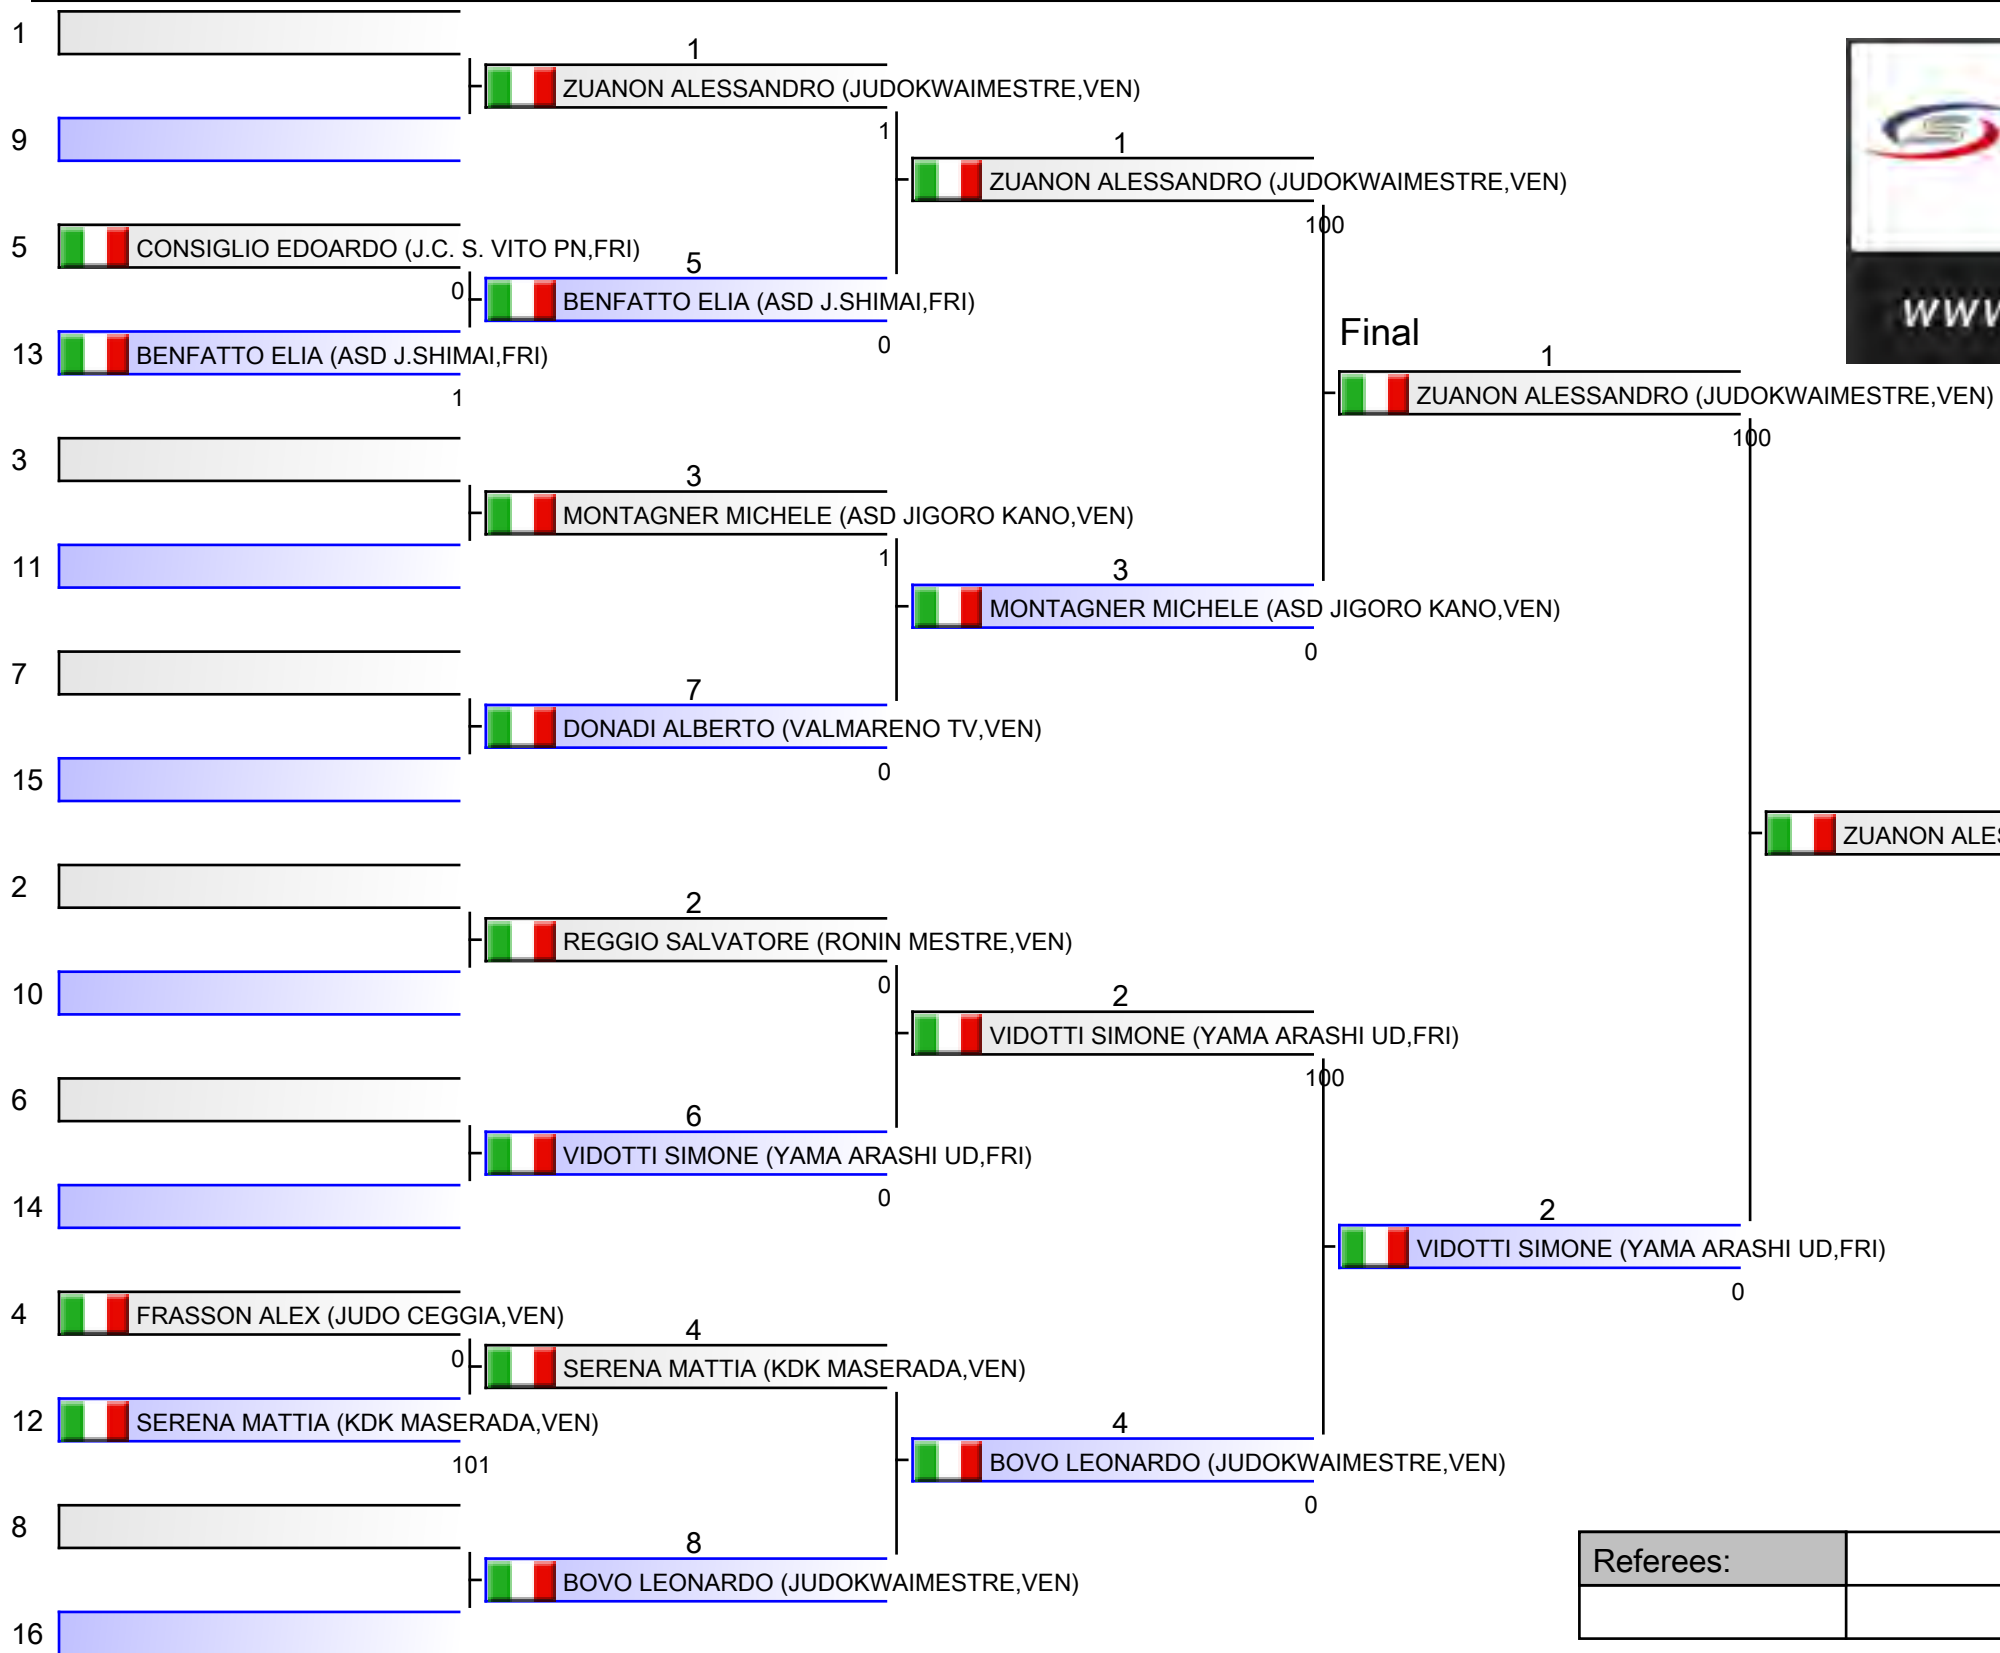 1
1
ZUANON ALESSANDRO (JUDOKWAIMESTRE,VEN)
1
9
1
ZUANON ALESSANDRO (JUDOKWAIMESTRE,VEN)
100
5
CONSIGLIO EDOARDO (J.C. S. VITO PN,FRI)
5
0
BENFATTO ELIA (ASD J.SHIMAI,FRI)
0
13
BENFATTO ELIA (ASD J.SHIMAI,FRI)
1
www
Final
1
ZUANON ALESSANDRO (JUDOKWAIMESTRE,VEN)
100
3
3
MONTAGNER MICHELE (ASD JIGORO KANO,VEN)
1
11
3
MONTAGNER MICHELE (ASD JIGORO KANO,VEN)
0
7
7
DONADI ALBERTO (VALMARENO TV,VEN)
0
15
ZUANON ALES
2
2
REGGIO SALVATORE (RONIN MESTRE,VEN)
0
10
2
VIDOTTI SIMONE (YAMA ARASHI UD,FRI)
100
6
6
VIDOTTI SIMONE (YAMA ARASHI UD,FRI)
0
14
2
VIDOTTI SIMONE (YAMA ARASHI UD,FRI)
0
4
FRASSON ALEX (JUDO CEGGIA,VEN)
4
0
SERENA MATTIA (KDK MASERADA,VEN)
12
SERENA MATTIA (KDK MASERADA,VEN)
101
4
BOVO LEONARDO (JUDOKWAIMESTRE,VEN)
0
8
8
BOVO LEONARDO (JUDOKWAIMESTRE,VEN)
16
Referees: